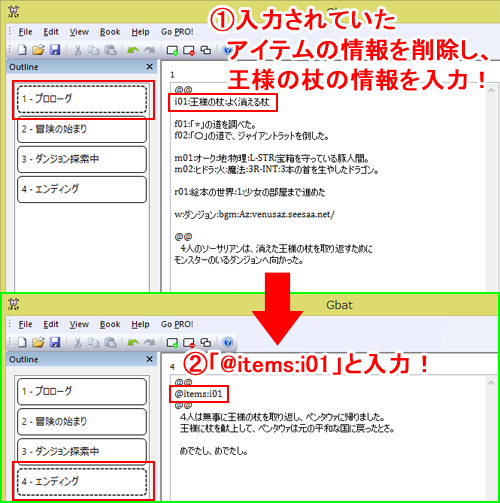 ①入力されていた
アイテムの情報を削除し、
王様の杖の情報を入力！
File Edit View Book Help Go PRO!
Outline
1 - プロローグ
2 - 冒険の始まり
3 - ダンジョン探索中
4 - エンディング
1
@@
i01:王様の杖:よく消える杖
f01:「☆」の道を調べた。
f02:「〇」の道で、ジャイアントラットを倒した。
m01:オーク:地:物理:L-STR:宝箱を守っている豚人間。
m02:ヒドラ:火:魔法:3R-INT:3本の首を生やしたドラゴン。
r01:絵本の世界:1:少女の部屋まで進めた
w:ダンジョン:bgm:Az:venusaz.seesaa.net/
@@
4人のソーサリアンは、消えた王様の杖を取り返すために
モンスターのいるダンジョンへ向かった。
Gbat
File Edit View Book Help Go PRO!
②「@items:i01」と入力！
Outline
1 - プロローグ
2 - 冒険の始まり
3 - ダンジョン探索中
4 - エンディング
4
@@
@items:i01
@@
4人は無事に王様の杖を取り返し、ペンタウァに帰りました。
王様に杖を献上して、ペンタウァは元の平和な国に戻ったとさ。
めでたし、めでたし。